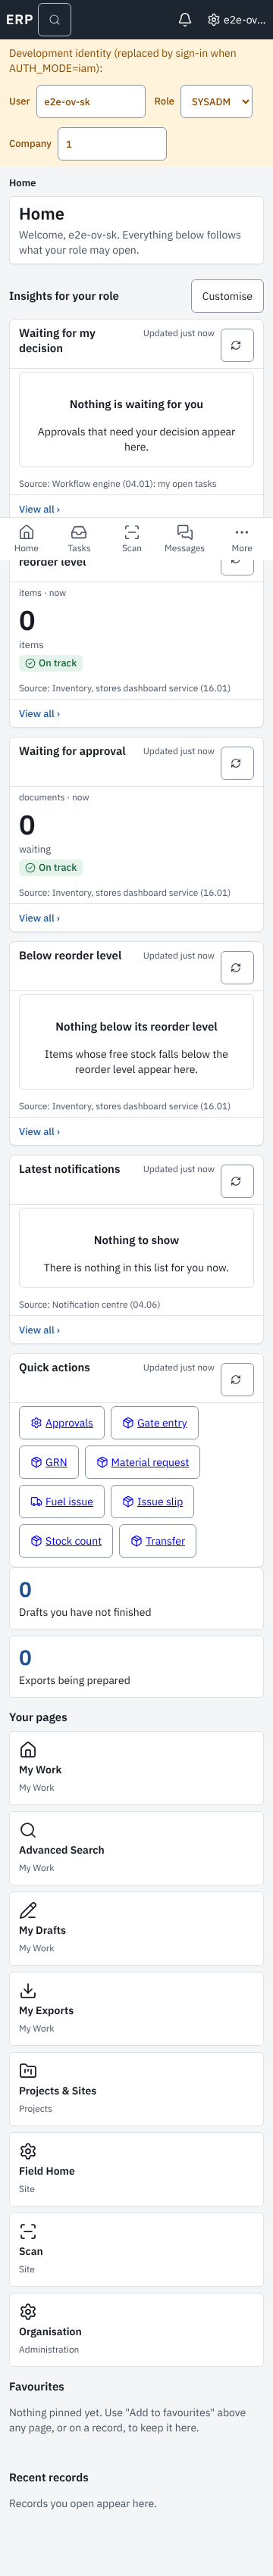 ERP
e2e-ov...
Development identity (replaced by sign-in when
AUTH_MODE=iam):
User
e2e-ov-sk
Role
SYSADM
Company
1
Home
Home
Welcome, e2e-ov-sk. Everything below follows
what your role may open.
Insights for your role
Customise
Waiting for my
decision
Updated just now
Nothing is waiting for you
Approvals that need your decision appear
here.
Source: Workflow engine (04.01): my open tasks
View all ›
Home
Tasks
Scan
Messages
More
reorder level
items · now
0
items
On track
Source: Inventory, stores dashboard service (16.01)
View all ›
Waiting for approval
Updated just now
documents · now
0
waiting
On track
Source: Inventory, stores dashboard service (16.01)
View all ›
Below reorder level
Updated just now
Nothing below its reorder level
Items whose free stock falls below the
reorder level appear here.
Source: Inventory, stores dashboard service (16.01)
View all ›
Latest notifications
Updated just now
Nothing to show
There is nothing in this list for you now.
Source: Notification centre (04.06)
View all ›
Quick actions
Updated just now
Approvals
Gate entry
GRN
Material request
Fuel issue
Issue slip
Stock count
Transfer
0
Drafts you have not finished
0
Exports being prepared
Your pages
My Work
My Work
Advanced Search
My Work
My Drafts
My Work
My Exports
My Work
Projects & Sites
Projects
Field Home
Site
Scan
Site
Organisation
Administration
Favourites
Nothing pinned yet. Use "Add to favourites" above
any page, or on a record, to keep it here.
Recent records
Records you open appear here.